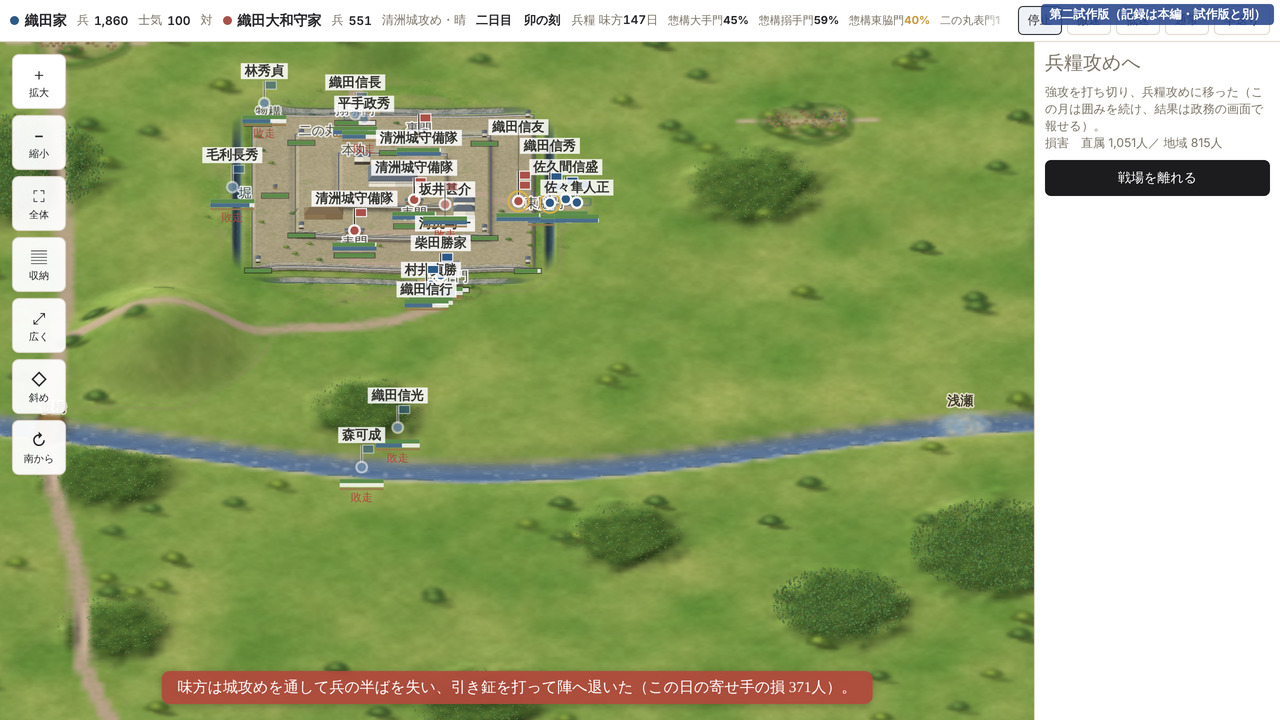 織田家 兵 1,860 士気 100 対 織田大和守家 兵 551 清洲城攻め・晴 二日目 卯の刻 兵糧 味方147日 惣構大手門45% 惣構搦手門59% 惣構東脇門40% 二の丸表門
第二試作版（記録は本編・試作版と別）
兵糧攻めへ
強攻を打ち切り、兵糧攻めに移った（こ
の月は囲みを続け、結果は政務の画面で
報せる）。
損害 直属 1,051人／ 地域 815人
戦場を離れる
＋
拡大
−
縮小
全体
収納
広く
斜め
南から
林秀貞
敗走
織田信長
平手政秀
清洲城守備隊
織田信友
織田信秀
毛利長秀
敗走
堀
清洲城守備隊
佐久間信盛
坂井甚介
佐々隼人正
清洲城守備隊
柴田勝家
織田信行
織田信光
敗走
森可成
敗走
浅瀬
味方は城攻めを通して兵の半ばを失い、引き鉦を打って陣へ退いた（この日の寄せ手の損 371人）。